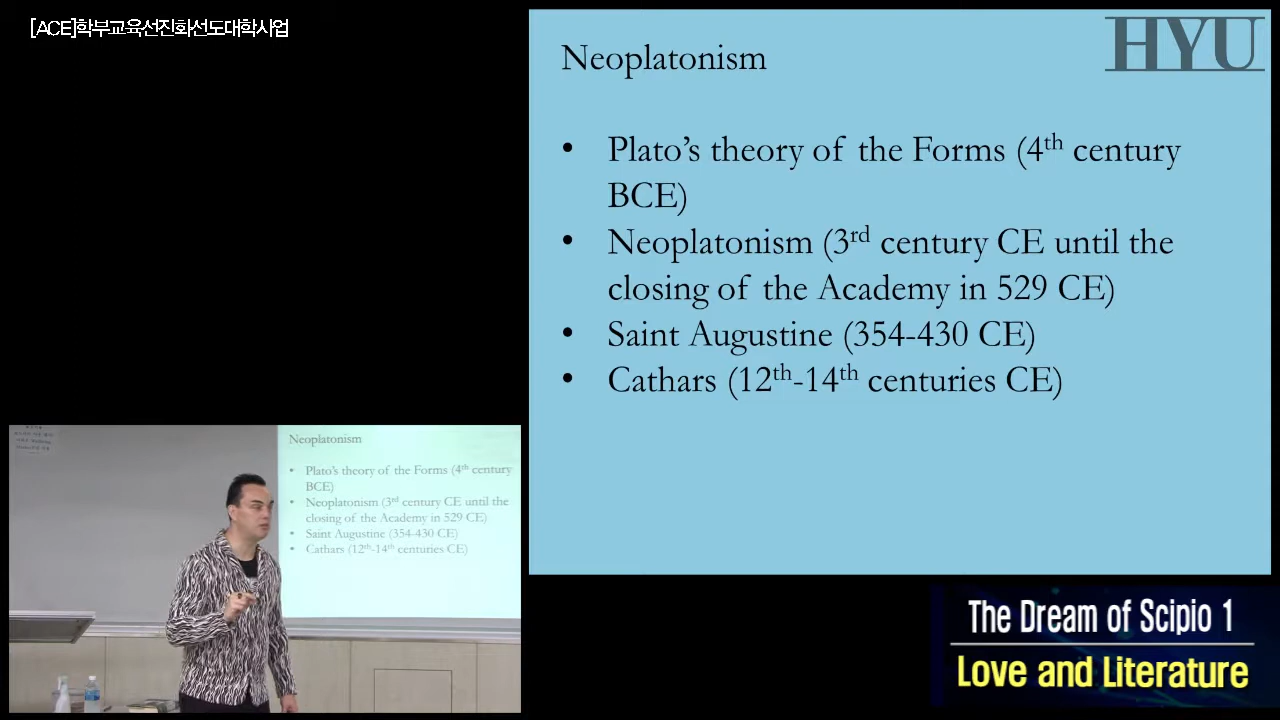 [ACE]학부교육선진화선도대학사업
HYU
Neoplatonism
• Plato’s theory of the Forms (4th century
BCE)
• Neoplatonism (3rd century CE until the
closing of the Academy in 529 CE)
• Saint Augustine (354-430 CE)
• Cathars (12th-14th centuries CE)
Neoplatonism
• Plato’s theory of the Forms (4th century
BCE)
• Neoplatonism (3rd century CE until the
closing of the Academy in 529 CE)
• Saint Augustine (354-430 CE)
• Cathars (12th-14th centuries CE)
The Dream of Scipio 1
Love and Literature